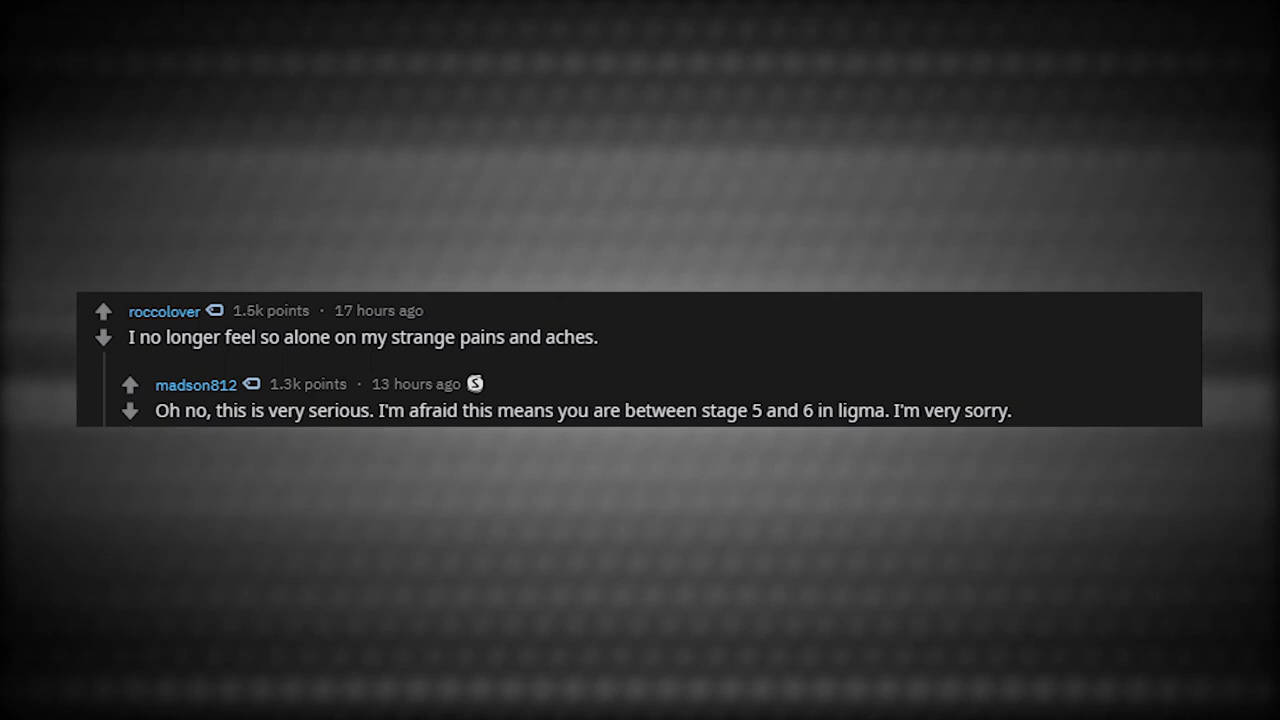 roccolover 1.5k points · 17 hours ago
I no longer feel so alone on my strange pains and aches.
madson812 1.3k points · 13 hours ago S
Oh no, this is very serious. I'm afraid this means you are between stage 5 and 6 in ligma. I'm very sorry.